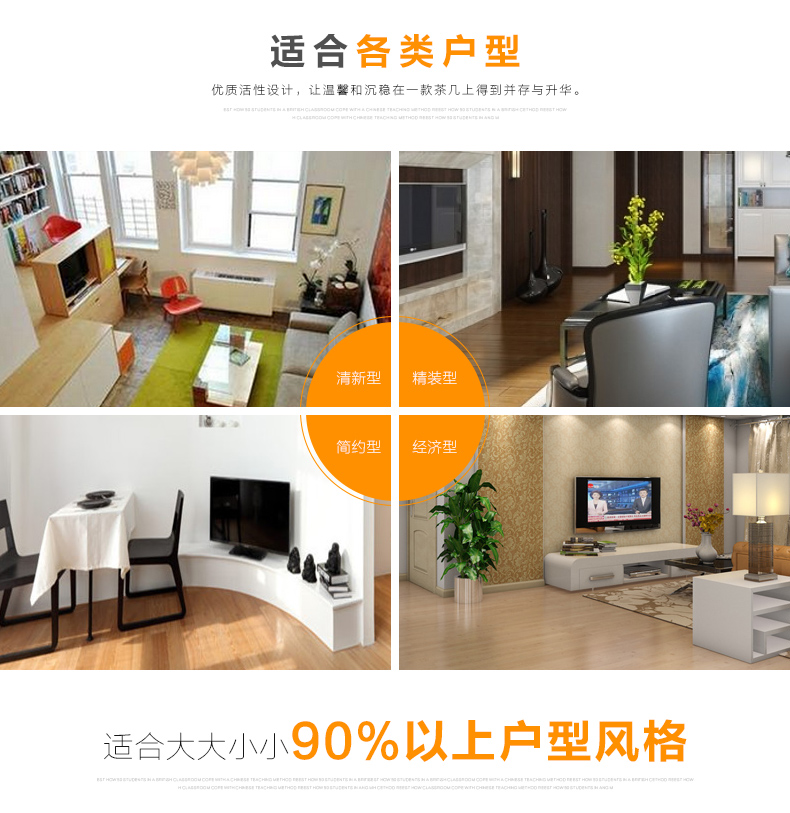 适合各类户型
优质活性设计，让温馨和沉稳在一款茶几上得到并存与升华。
清新型 精装型
简约型 经济型
适合大大小小90%以上户型风格